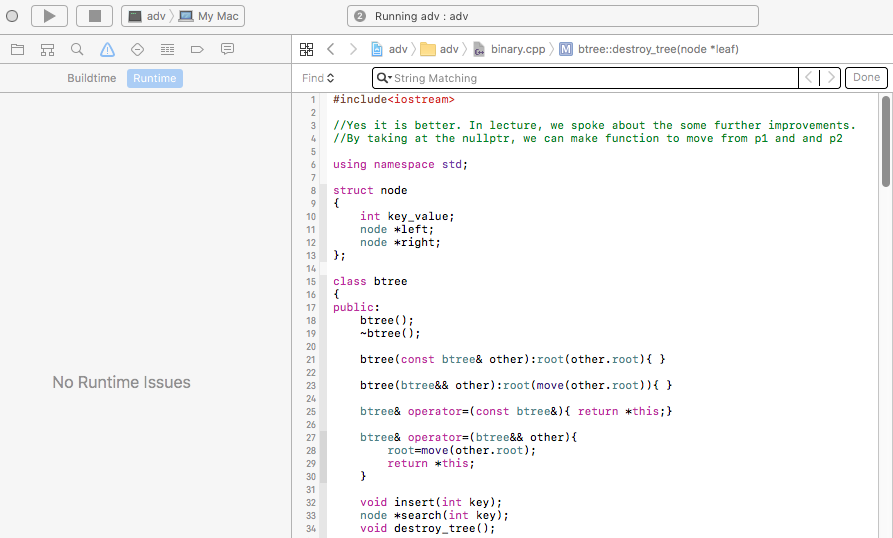 adv > My Mac
2 Running adv : adv
adv > adv > binary.cpp > M btree::destroy_tree(node *leaf)
Buildtime Runtime
Find String Matching Done
No Runtime Issues
1 #include<iostream>
2
3 //Yes it is better. In lecture, we spoke about the some further improvements.
4 //By taking at the nullptr, we can make function to move from p1 and and p2
5
6 using namespace std;
7
8 struct node
9 {
10 int key_value;
11 node *left;
12 node *right;
13 };
14
15 class btree
16 {
17 public:
18 btree();
19 ~btree();
20
21 btree(const btree& other):root(other.root){ }
22
23 btree(btree&& other):root(move(other.root)){ }
24
25 btree& operator=(const btree&){ return *this;}
26
27 btree& operator=(btree&& other){
28 root=move(other.root);
29 return *this;
30 }
31
32 void insert(int key);
33 node *search(int key);
34 void destroy_tree();